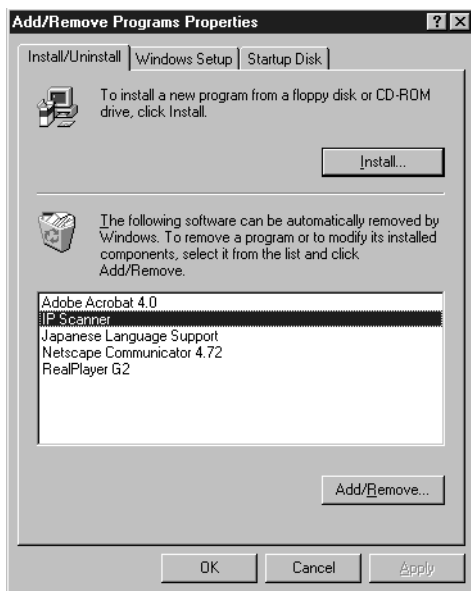 Add/Remove Programs Properties
Install/Uninstall Windows Setup Startup Disk
To install a new program from a floppy disk or CD-ROM
drive, click Install.
Install...
The following software can be automatically removed by
Windows. To remove a program or to modify its installed
components, select it from the list and click
Add/Remove.
Adobe Acrobat 4.0
IP Scanner
Japanese Language Support
Netscape Communicator 4.72
RealPlayer G2
Add/Remove...
OK Cancel Apply